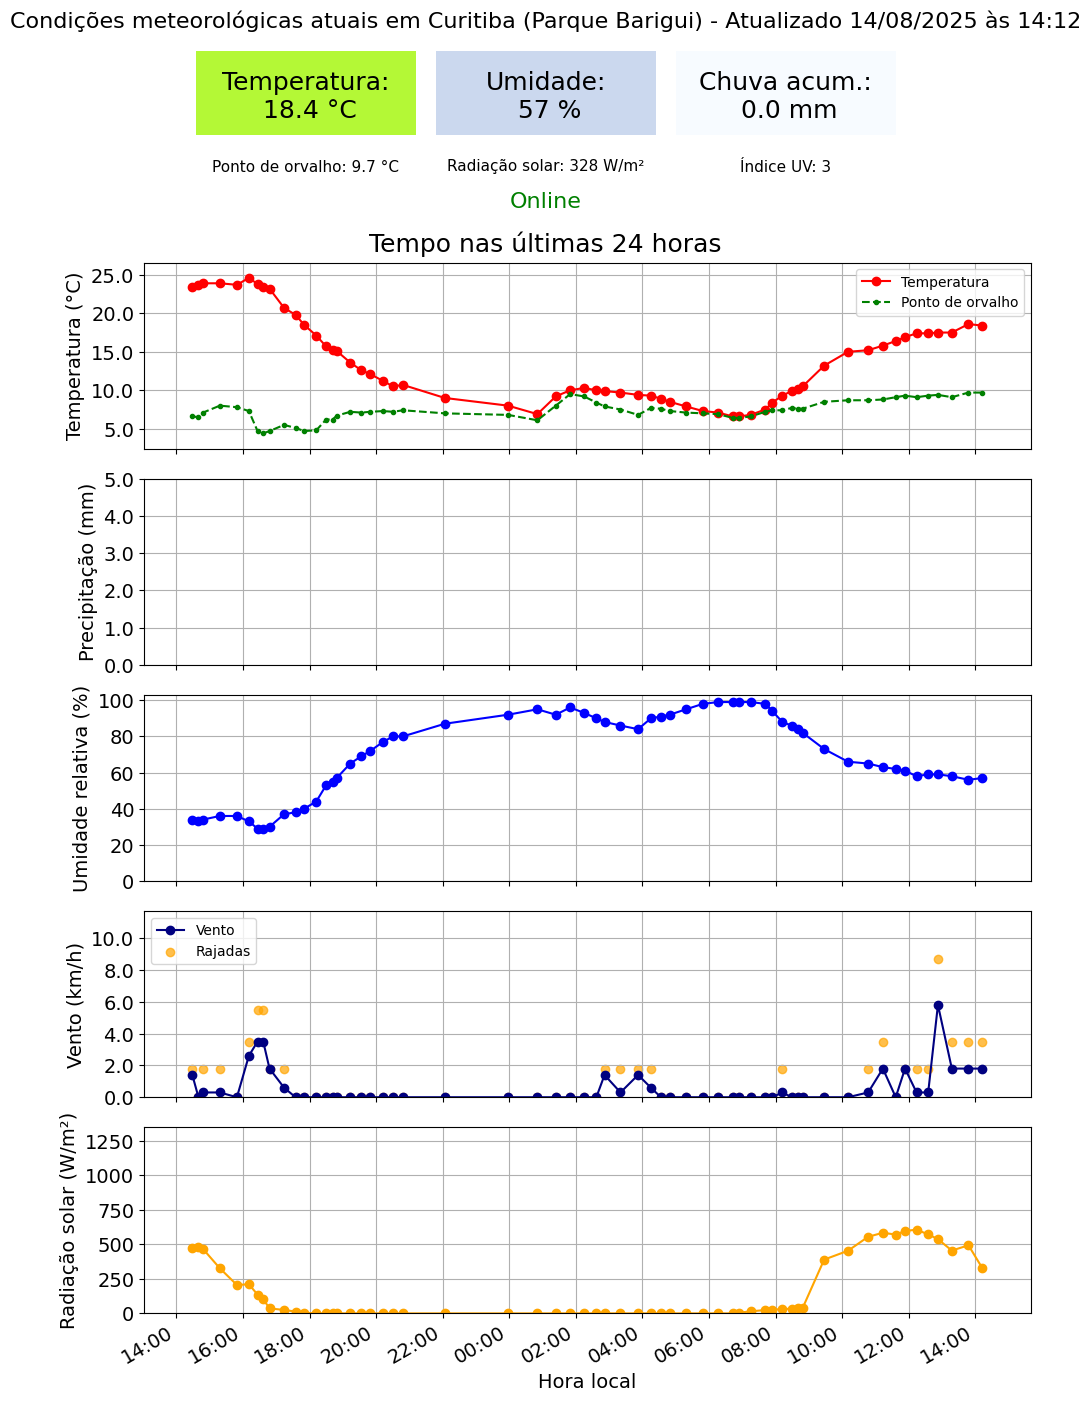 Condições meteorológicas atuais em Curitiba (Parque Barigui) - Atualizado 14/08/2025 às 14:12
Temperatura:
18.4 °C
Umidade:
57 %
Chuva acum.:
0.0 mm
Ponto de orvalho: 9.7 °C
Radiação solar: 328 W/m²
Índice UV: 3
Online
Tempo nas últimas 24 horas
Temperatura (°C)
25.0
20.0
15.0
10.0
5.0
Temperatura
Ponto de orvalho
Precipitação (mm)
5.0
4.0
3.0
2.0
1.0
0.0
Umidade relativa (%)
100
80
60
40
20
0
Vento (km/h)
10.0
8.0
6.0
4.0
2.0
0.0
Vento
Rajadas
Radiação solar (W/m²)
1250
1000
750
500
250
0
14:00
16:00
18:00
20:00
22:00
00:00
02:00
04:00
06:00
08:00
10:00
12:00
14:00
Hora local